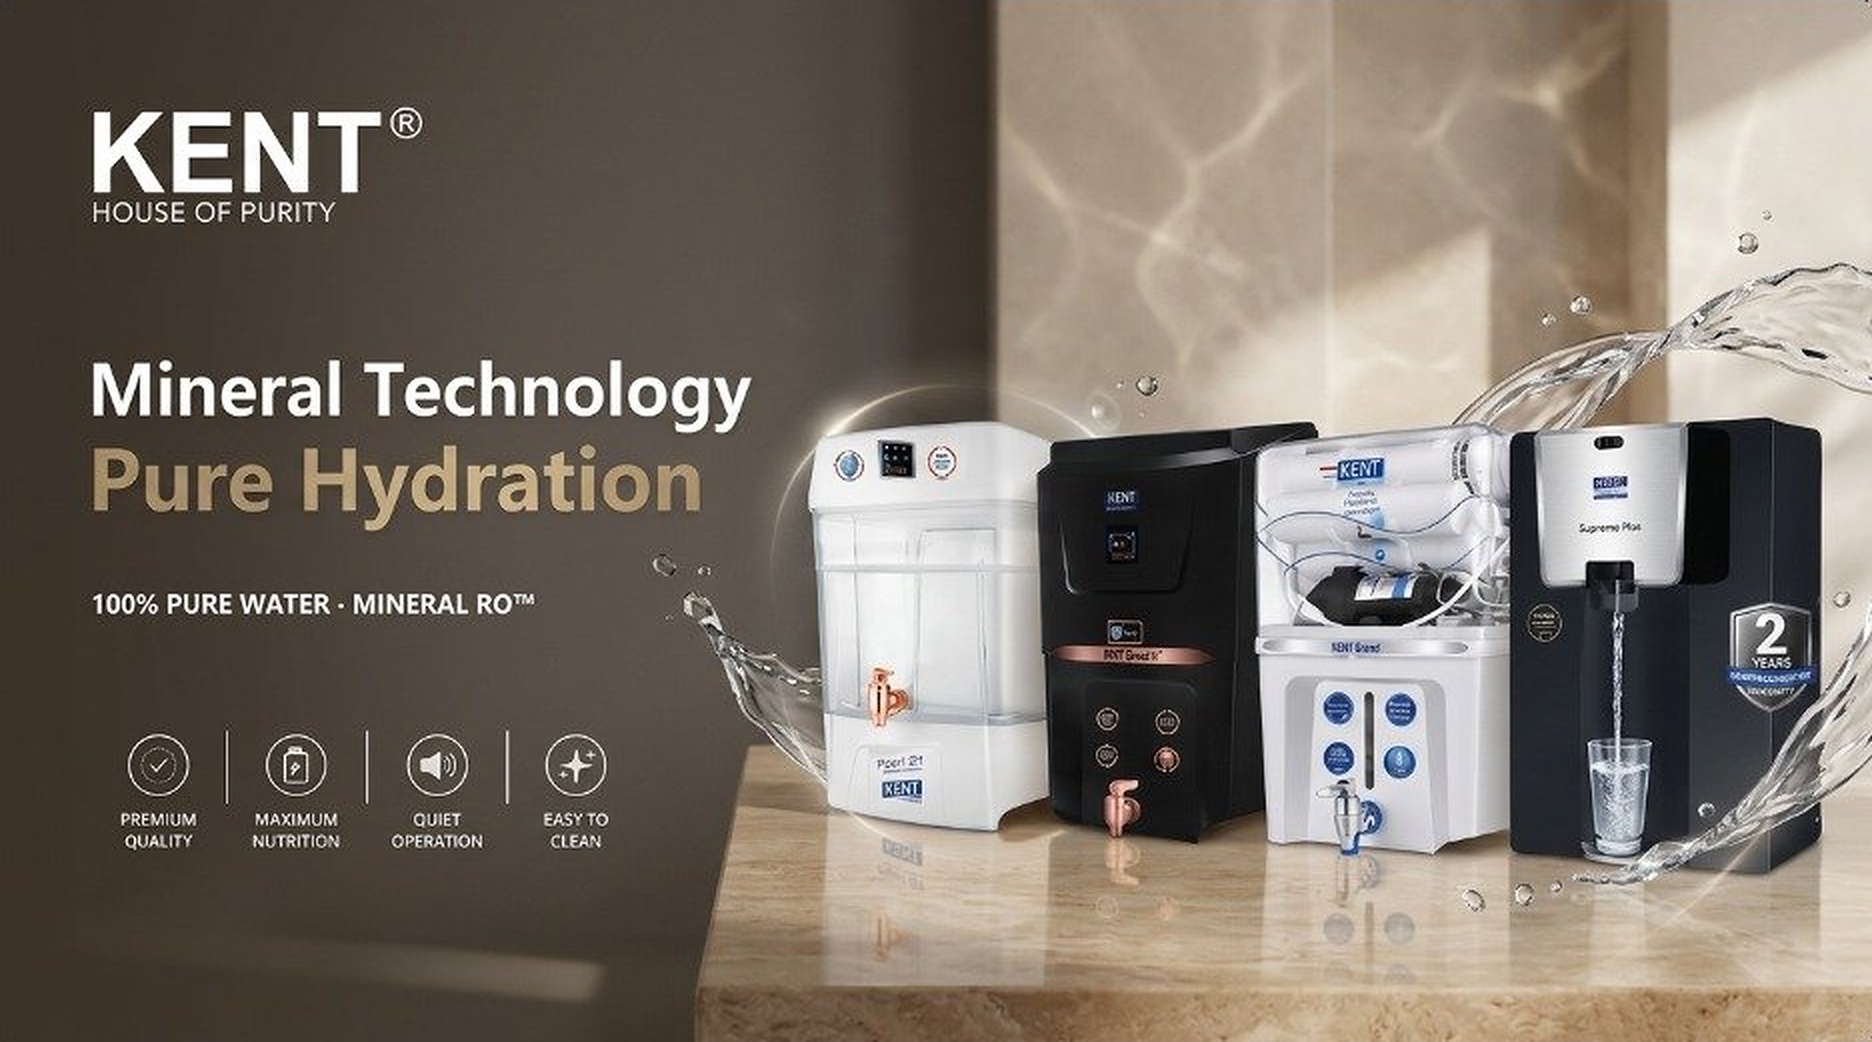 KENT®
HOUSE OF PURITY
Mineral Technology
Pure Hydration
100% PURE WATER · MINERAL RO™
PREMIUM
QUALITY
MAXIMUM
NUTRITION
QUIET
OPERATION
EASY TO
CLEAN
KENT
KENT
KENT
KENT Grand
Supreme Plus
2
YEARS